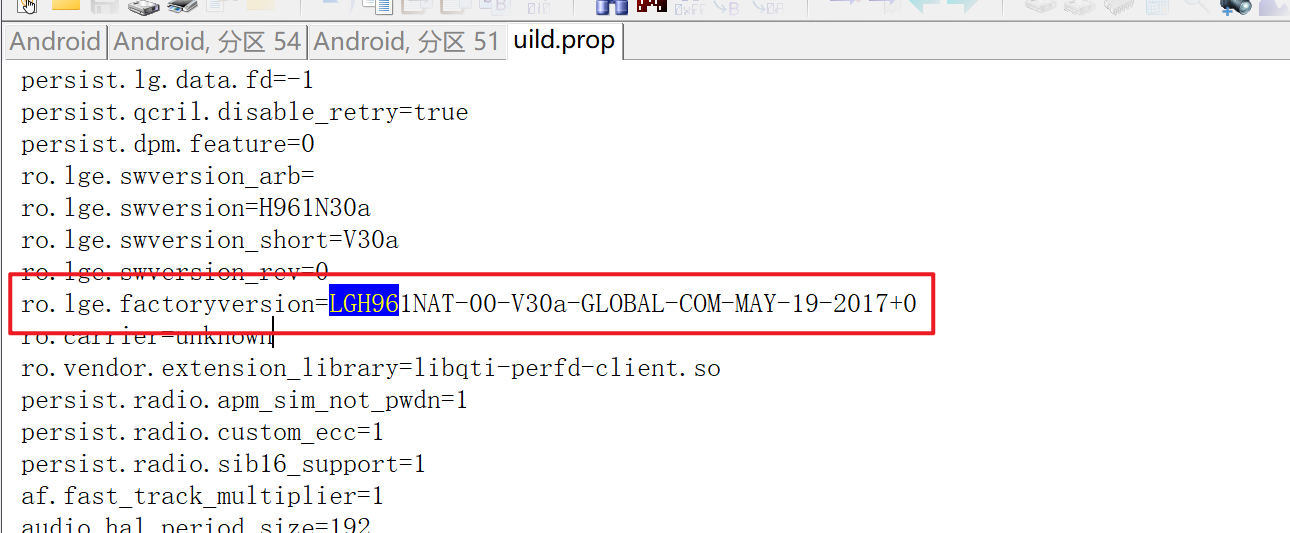 Android
Android, 分区 54
Android, 分区 51
uild.prop
persist.lg.data.fd=-1
persist.qcril.disable_retry=true
persist.dpm.feature=0
ro.lge.swversion_arb=
ro.lge.swversion=H961N30a
ro.lge.swversion_short=V30a
ro.lge.swversion_rev=0
ro.lge.factoryversion=LGH961NAT-00-V30a-GLOBAL-COM-MAY-19-2017+0
ro.carrier=unknown
ro.vendor.extension_library=libqti-perfd-client.so
persist.radio.apm_sim_not_pwdn=1
persist.radio.custom_ecc=1
persist.radio.sib16_support=1
af.fast_track_multiplier=1
audio_hal.period_size=192